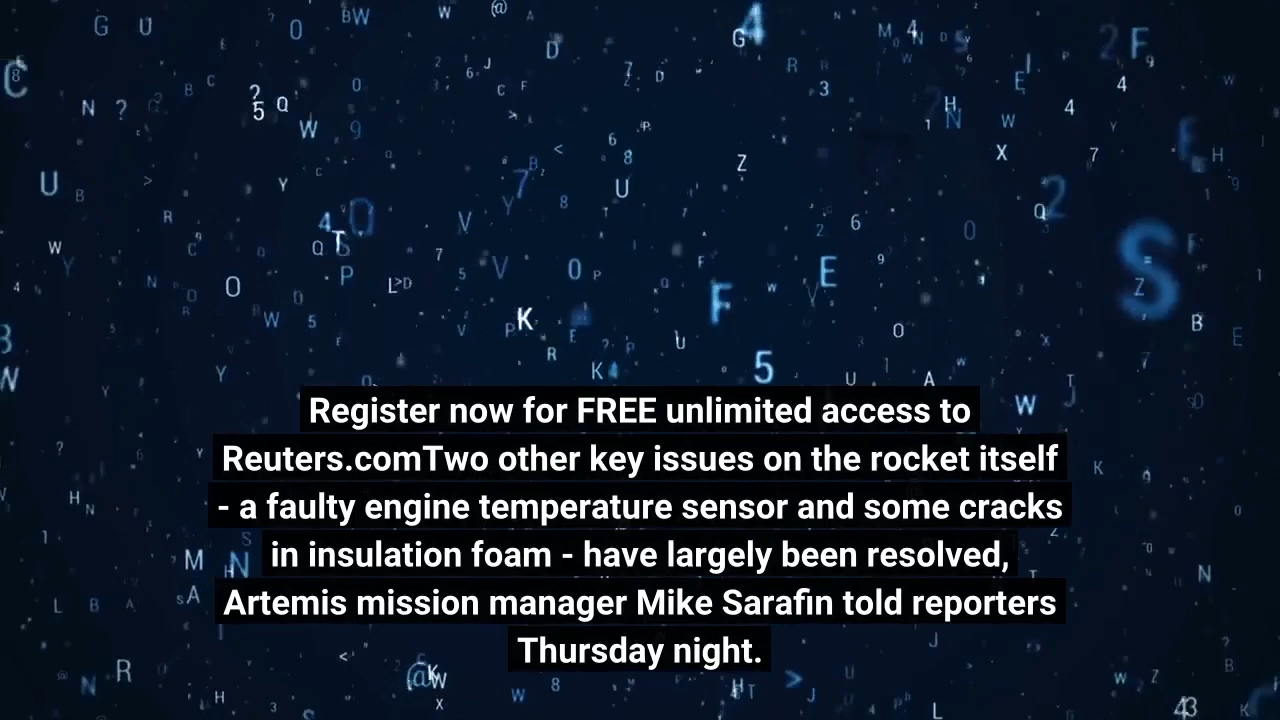 Register now for FREE unlimited access to
Reuters.comTwo other key issues on the rocket itself
- a faulty engine temperature sensor and some cracks
in insulation foam - have largely been resolved,
Artemis mission manager Mike Sarafin told reporters
Thursday night.